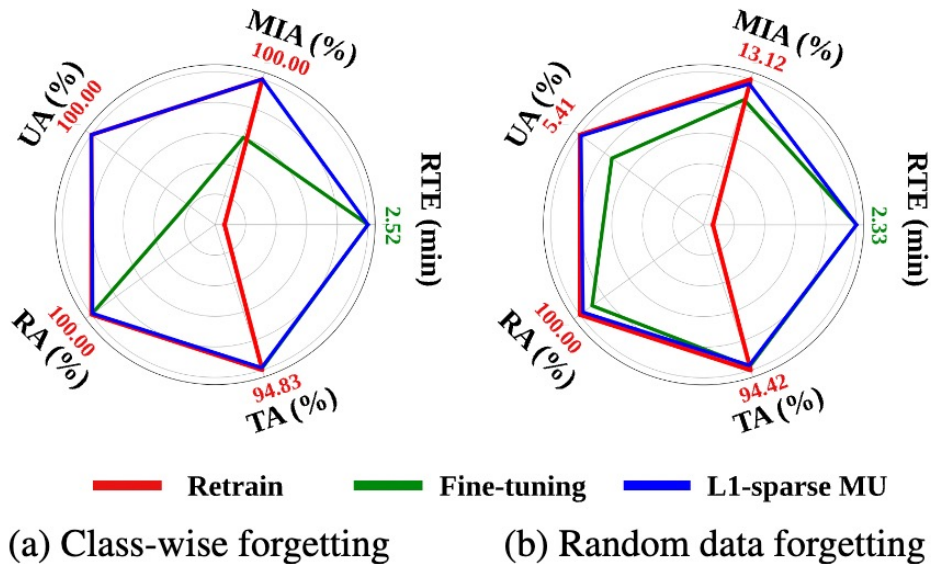 MIA (%)
100.00
UA (%)
100.00
RTE (min)
2.52
RA (%)
100.00
TA (%)
94.83
MIA (%)
13.12
UA (%)
5.41
RTE (min)
2.33
RA (%)
100.00
TA (%)
94.42
Retrain
Fine-tuning
L1-sparse MU
(a) Class-wise forgetting
(b) Random data forgetting